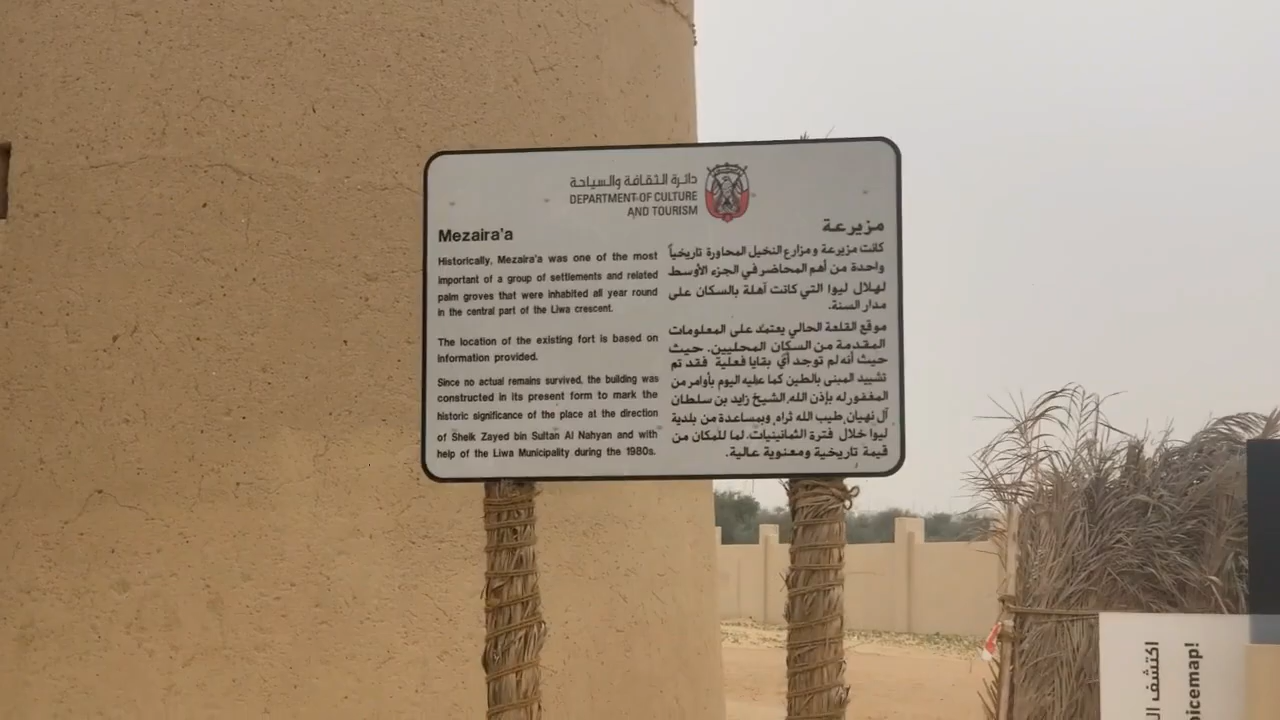 دائرة الثقافة والسياحة
DEPARTMENT OF CULTURE
AND TOURISM
Mezaira'a
Historically, Mezaira'a was one of the most
important of a group of settlements and related
palm groves that were inhabited all year round
in the central part of the Liwa crescent.
The location of the existing fort is based on
information provided.
Since no actual remains survived, the building was
constructed in its present form to mark the
historic significance of the place at the direction
of Sheik Zayed bin Sultan Al Nahyan and with
help of the Liwa Municipality during the 1980s.
مزيرعة
كانت مزيرعة ومزارع النخيل المجاورة تاريخياً
واحدة من أهم المحاضر في الجزء الأوسط
لهلال ليوا التي كانت آهلة بالسكان على
مدار السنة.
موقع القلعة الحالي يعتمد على المعلومات
المقدمة من السكان المحليين. حيث
حيث أنه لم توجد أي بقايا فعلية فقد تم
تشييد المبنى بالطين كما عليه اليوم بأوامر من
المغفور له بإذن الله الشيخ زايد بن سلطان
آل نهيان طيب الله ثراه وبمساعدة من بلدية
ليوا خلال فترة الثمانينيات. لما للمكان من
قيمة تاريخية ومعنوية عالية.
اكتشف
icemap!